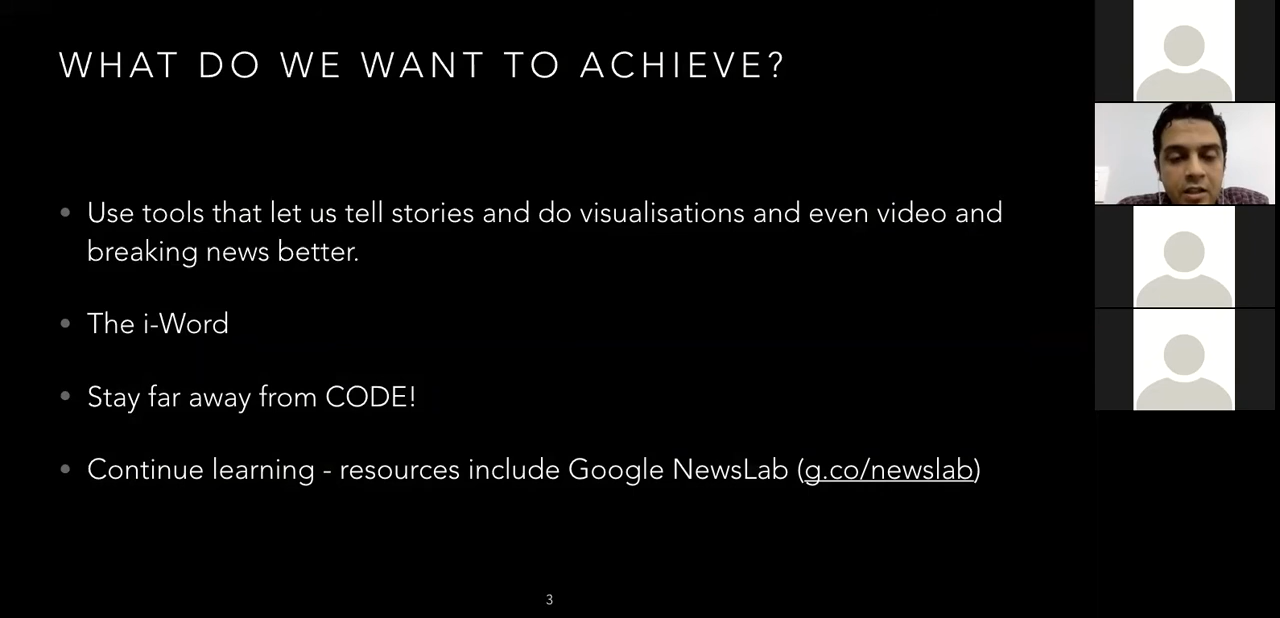 WHAT DO WE WANT TO ACHIEVE?
• Use tools that let us tell stories and do visualisations and even video and
breaking news better.
• The i-Word
• Stay far away from CODE!
• Continue learning - resources include Google NewsLab (g.co/newslab)
3